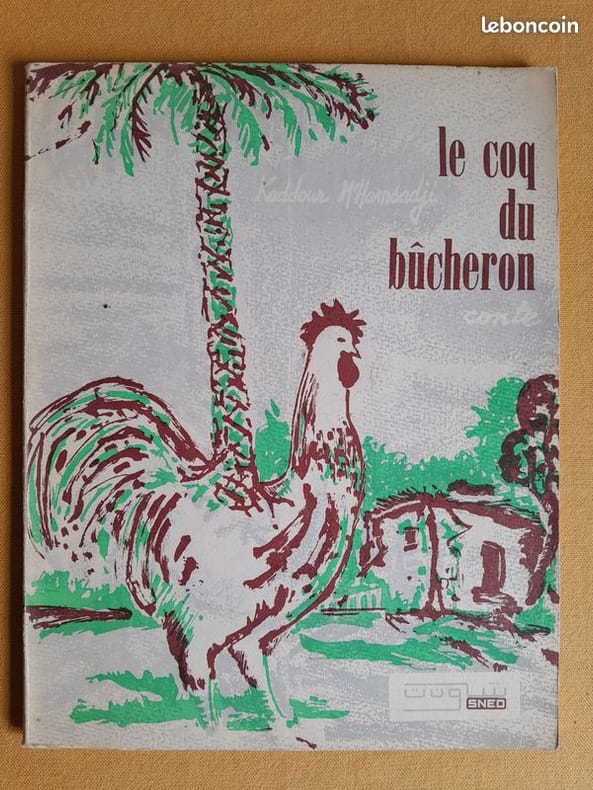 leboncoin
le coq
Kaddour M'Hamsadji
du
bûcheron
conte
SNED